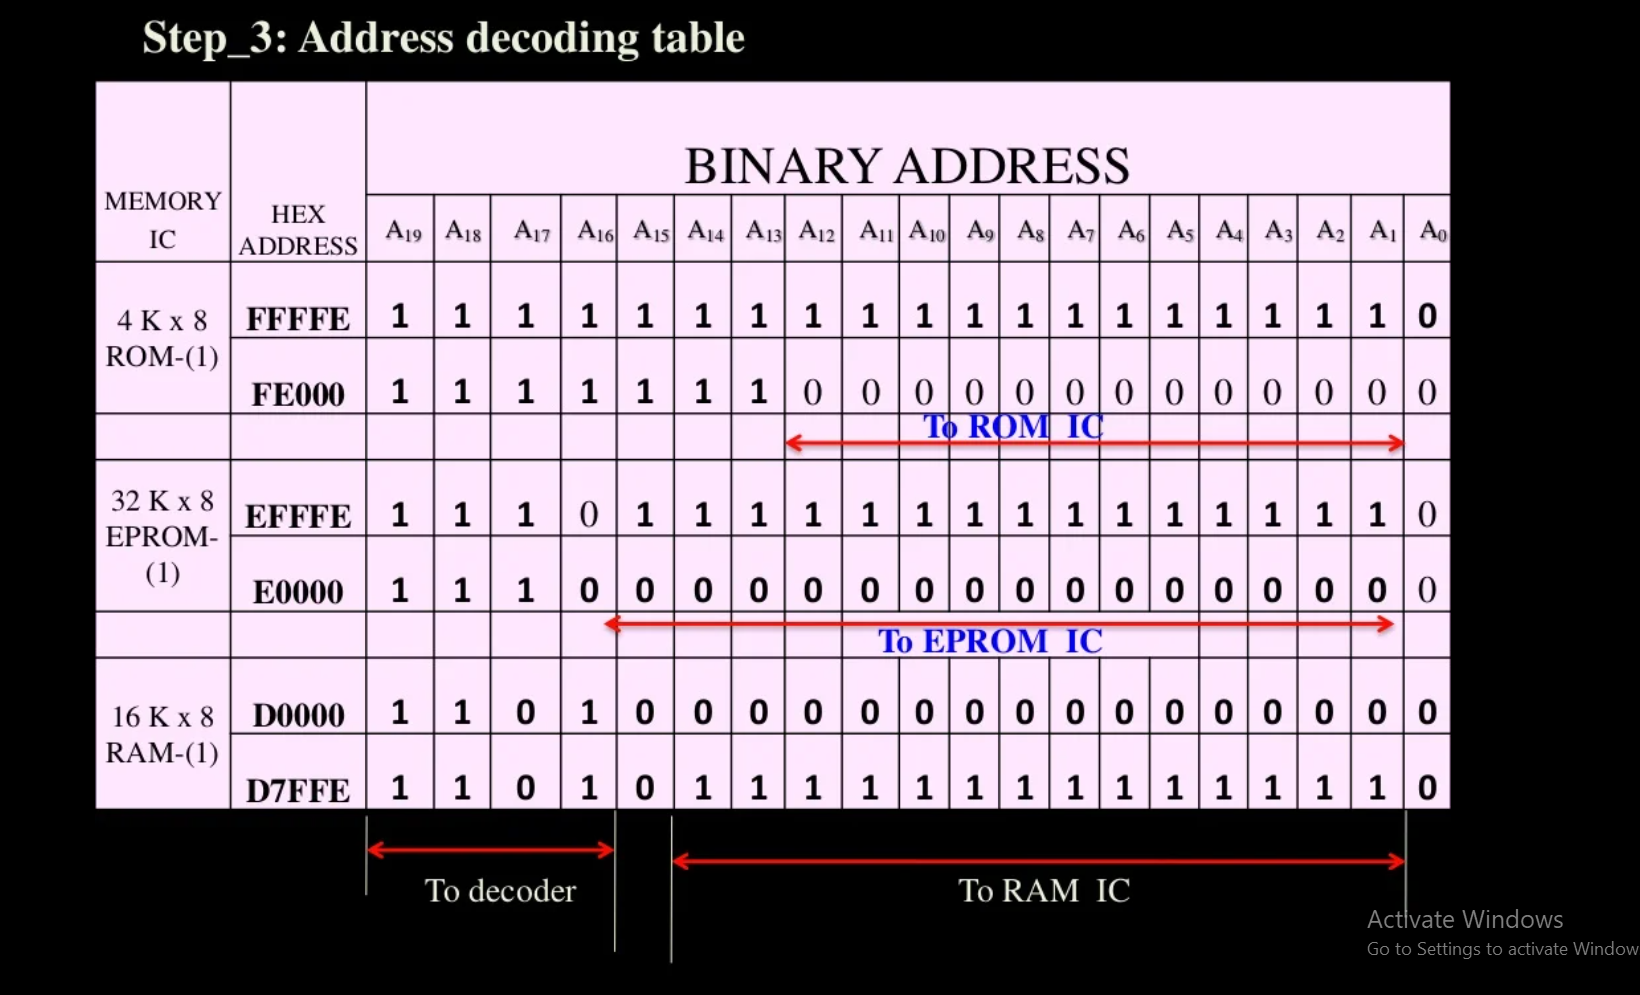 Step_3: Address decoding table
MEMORY IC
HEX ADDRESS
BINARY ADDRESS
A19 A18 A17 A16 A15 A14 A13 A12 A11 A10 A9 A8 A7 A6 A5 A4 A3 A2 A1 A0
4 K x 8 ROM-(1)
FFFFE 1 1 1 1 1 1 1 1 1 1 1 1 1 1 1 1 1 1 1 0
FE000 1 1 1 1 1 1 1 0 0 0 0 0 0 0 0 0 0 0 0 0
To ROM IC
32 K x 8 EPROM-(1)
EFFFE 1 1 1 0 1 1 1 1 1 1 1 1 1 1 1 1 1 1 1 0
E0000 1 1 1 0 0 0 0 0 0 0 0 0 0 0 0 0 0 0 0 0
To EPROM IC
16 K x 8 RAM-(1)
D0000 1 1 0 1 0 0 0 0 0 0 0 0 0 0 0 0 0 0 0 0
D7FFE 1 1 0 1 0 1 1 1 1 1 1 1 1 1 1 1 1 1 1 0
To decoder
To RAM IC
Activate Windows
Go to Settings to activate Window